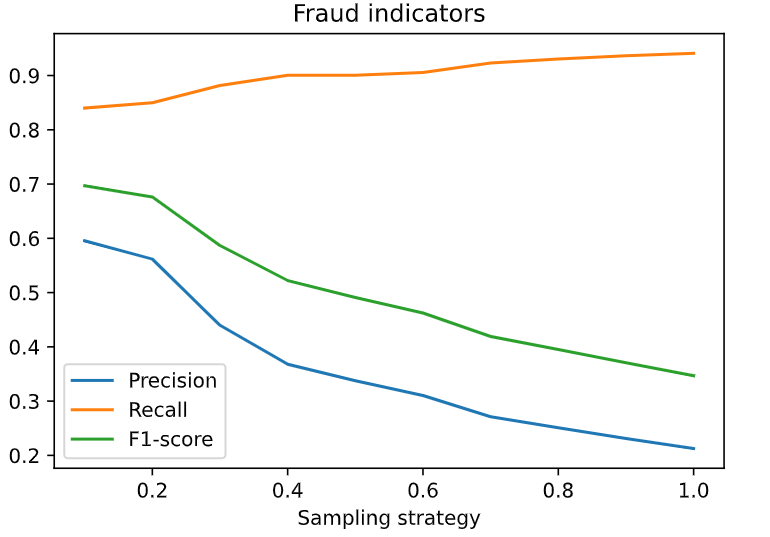 Fraud indicators
0.9
0.8
0.7
0.6
0.5
0.4
0.3
0.2
Precision
Recall
F1-score
0.2 0.4 0.6 0.8 1.0
Sampling strategy